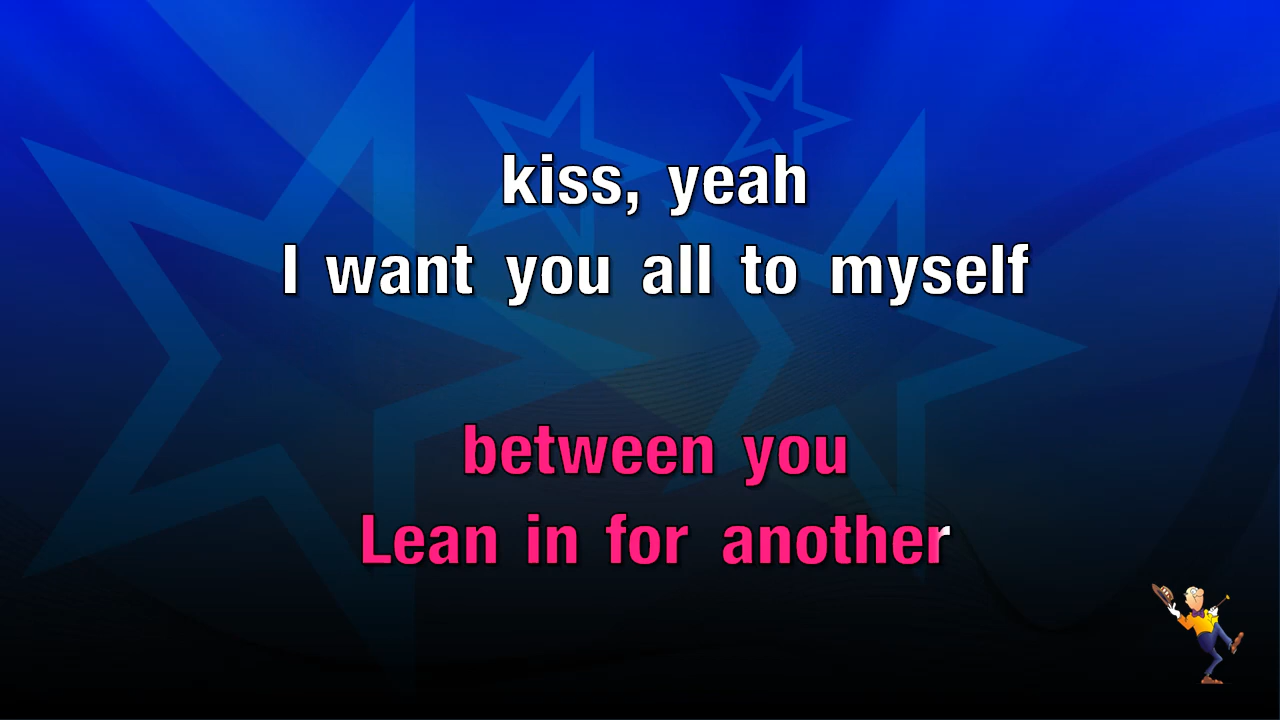 kiss, yeah
I want you all to myself
between you
Lean in for another